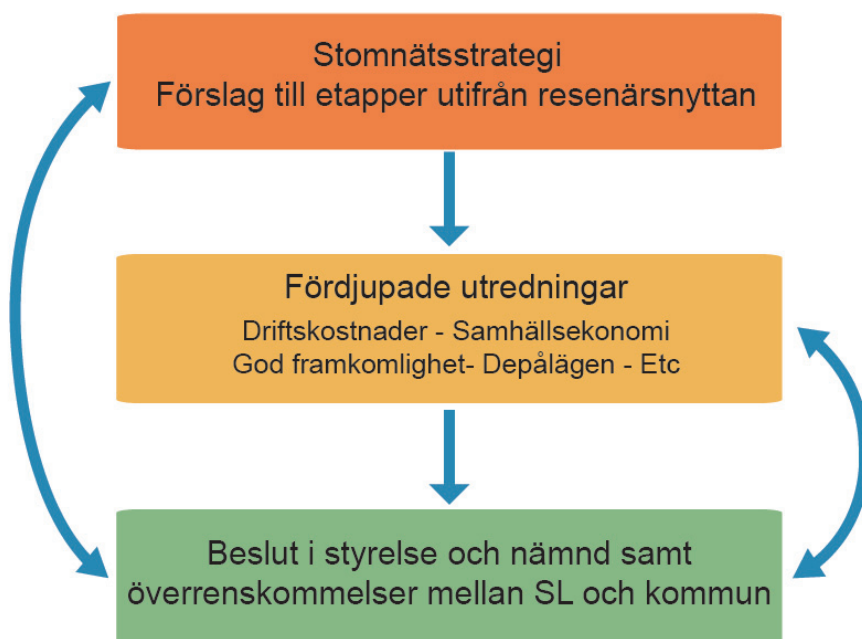 Stomnätsstrategi
Förslag till etapper utifrån resenärsnyttan
Fördjupade utredningar
Driftskostnader - Samhällsekonomi
God framkomlighet- Depålägen - Etc
Beslut i styrelse och nämnd samt
överrenskommelser mellan SL och kommun